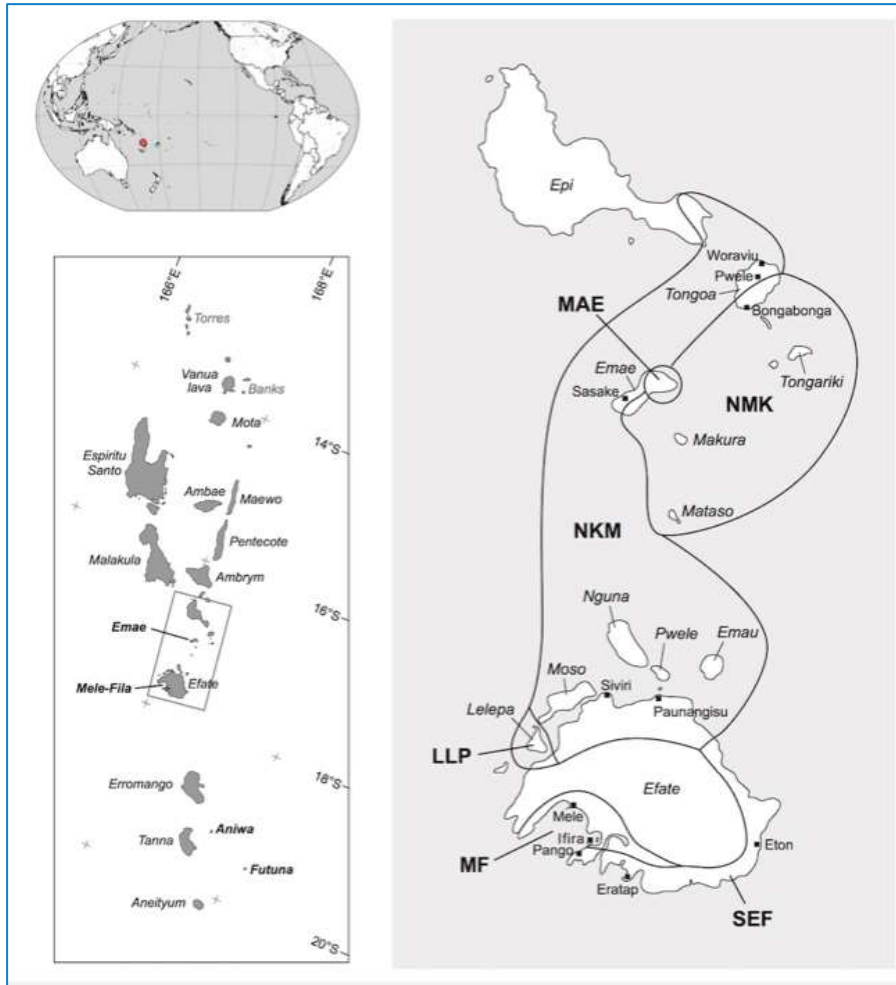 166°E
168°E
Torres
Vanua
lava
Banks
Mota
14°S
Espiritu
Santo
Ambae
Maewo
Malakula
Pentecote
Ambrym
16°S
Emae
Mele-Fila
Efate
18°S
Erromango
Tanna
Aniwa
Futuna
Aneityum
20°S
Epi
Woraviu
Pwele
Tongoa
Bongabonga
MAE
Emae
Sasake
Tongariki
NMK
Makura
Mataso
NKM
Nguna
Pwele
Emau
Moso
Siviri
Paunangisu
Lelepa
LLP
Efate
Mele
Ifira
MF
Pango
Eton
Eratap
SEF